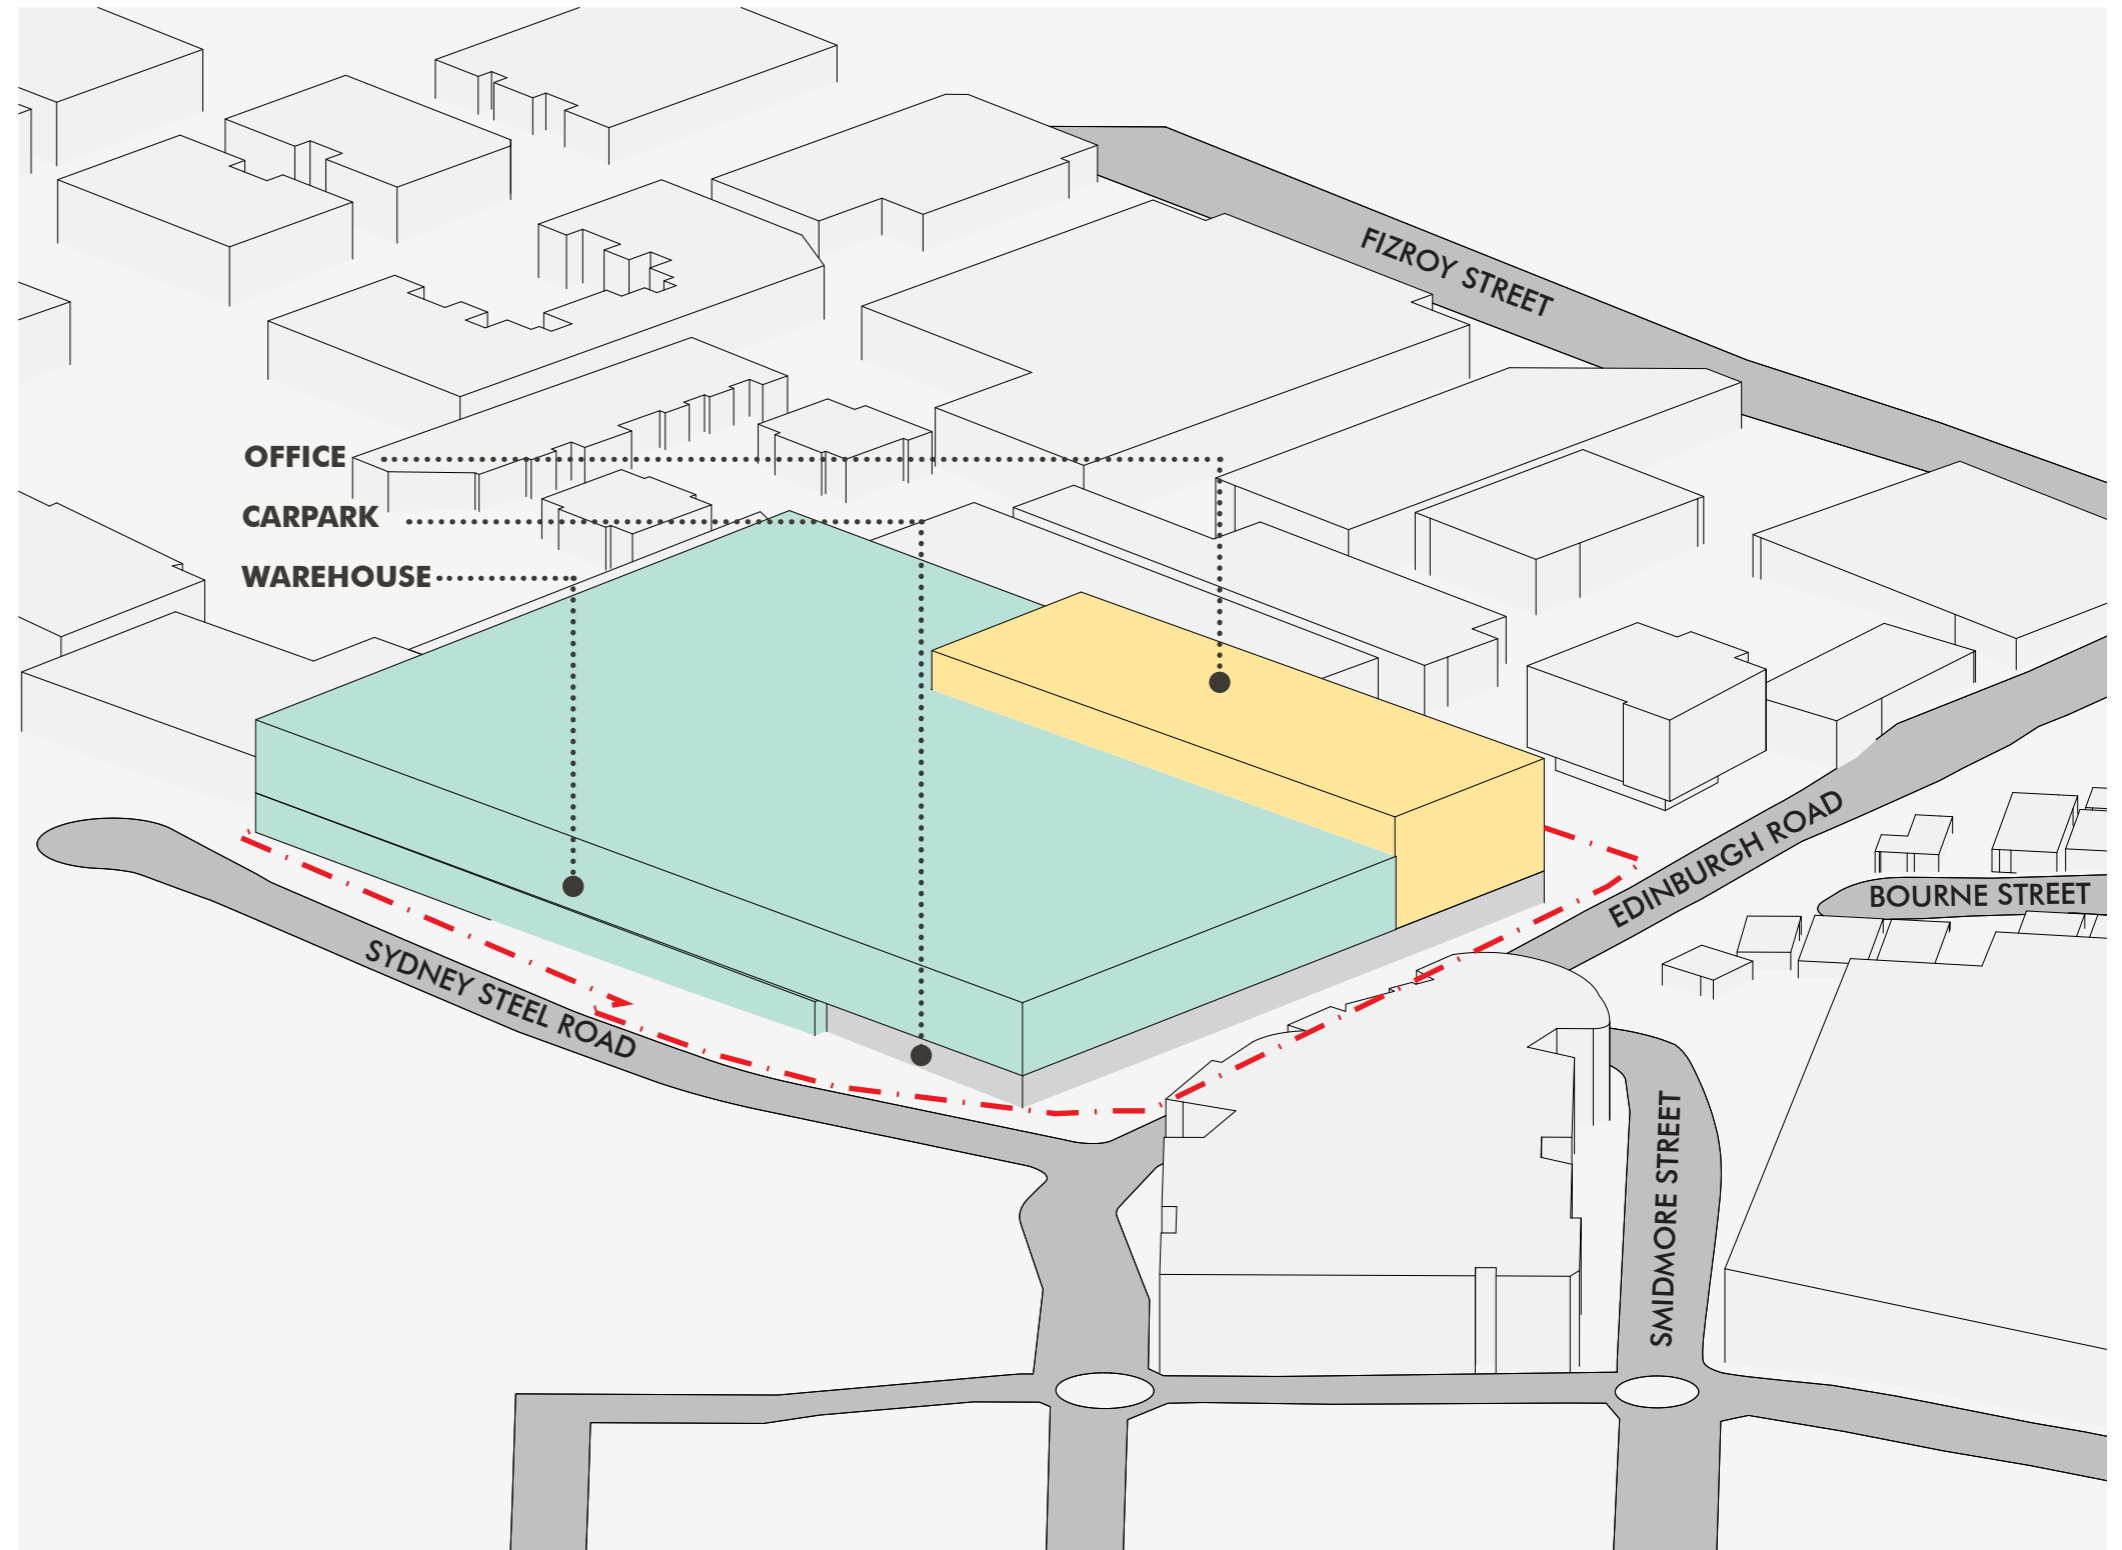 FIZROY STREET
OFFICE
CARPARK
WAREHOUSE
EDINBURGH ROAD
BOURNE STREET
SYDNEY STEEL ROAD
SMIDMORE STREET